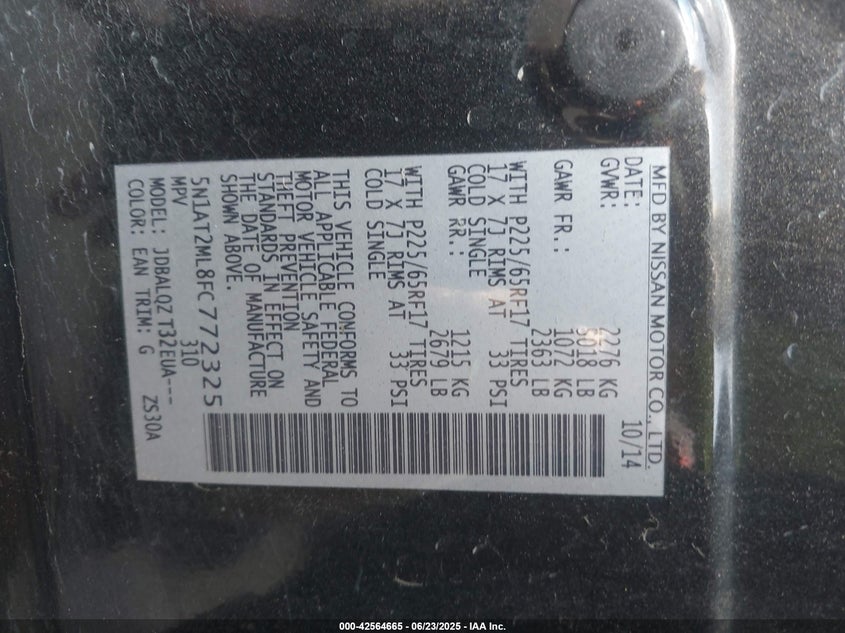 MFD BY NISSAN MOTOR CO., LTD.
DATE: 10/14
GVWR: 2276 KG
5018 LB
GAWR FR.: 1072 KG
2363 LB
WITH P225/65RF17 TIRES
17 X 7J RIMS AT 33 PSI
COLD SINGLE
GAWR RR.: 1215 KG
2679 LB
WITH P225/65RF17 TIRES
17 X 7J RIMS AT 33 PSI
COLD SINGLE
THIS VEHICLE CONFORMS TO
ALL APPLICABLE FEDERAL
MOTOR VEHICLE SAFETY AND
THEFT PREVENTION
STANDARDS IN EFFECT ON
THE DATE OF MANUFACTURE
SHOWN ABOVE.
5N1AT2ML8FC772325
MPV 310
MODEL: JDBALQZT32EUA---
COLOR: EAN TRIM: G ZS30A
000-42564665 - 06/23/2025 - IAA Inc.